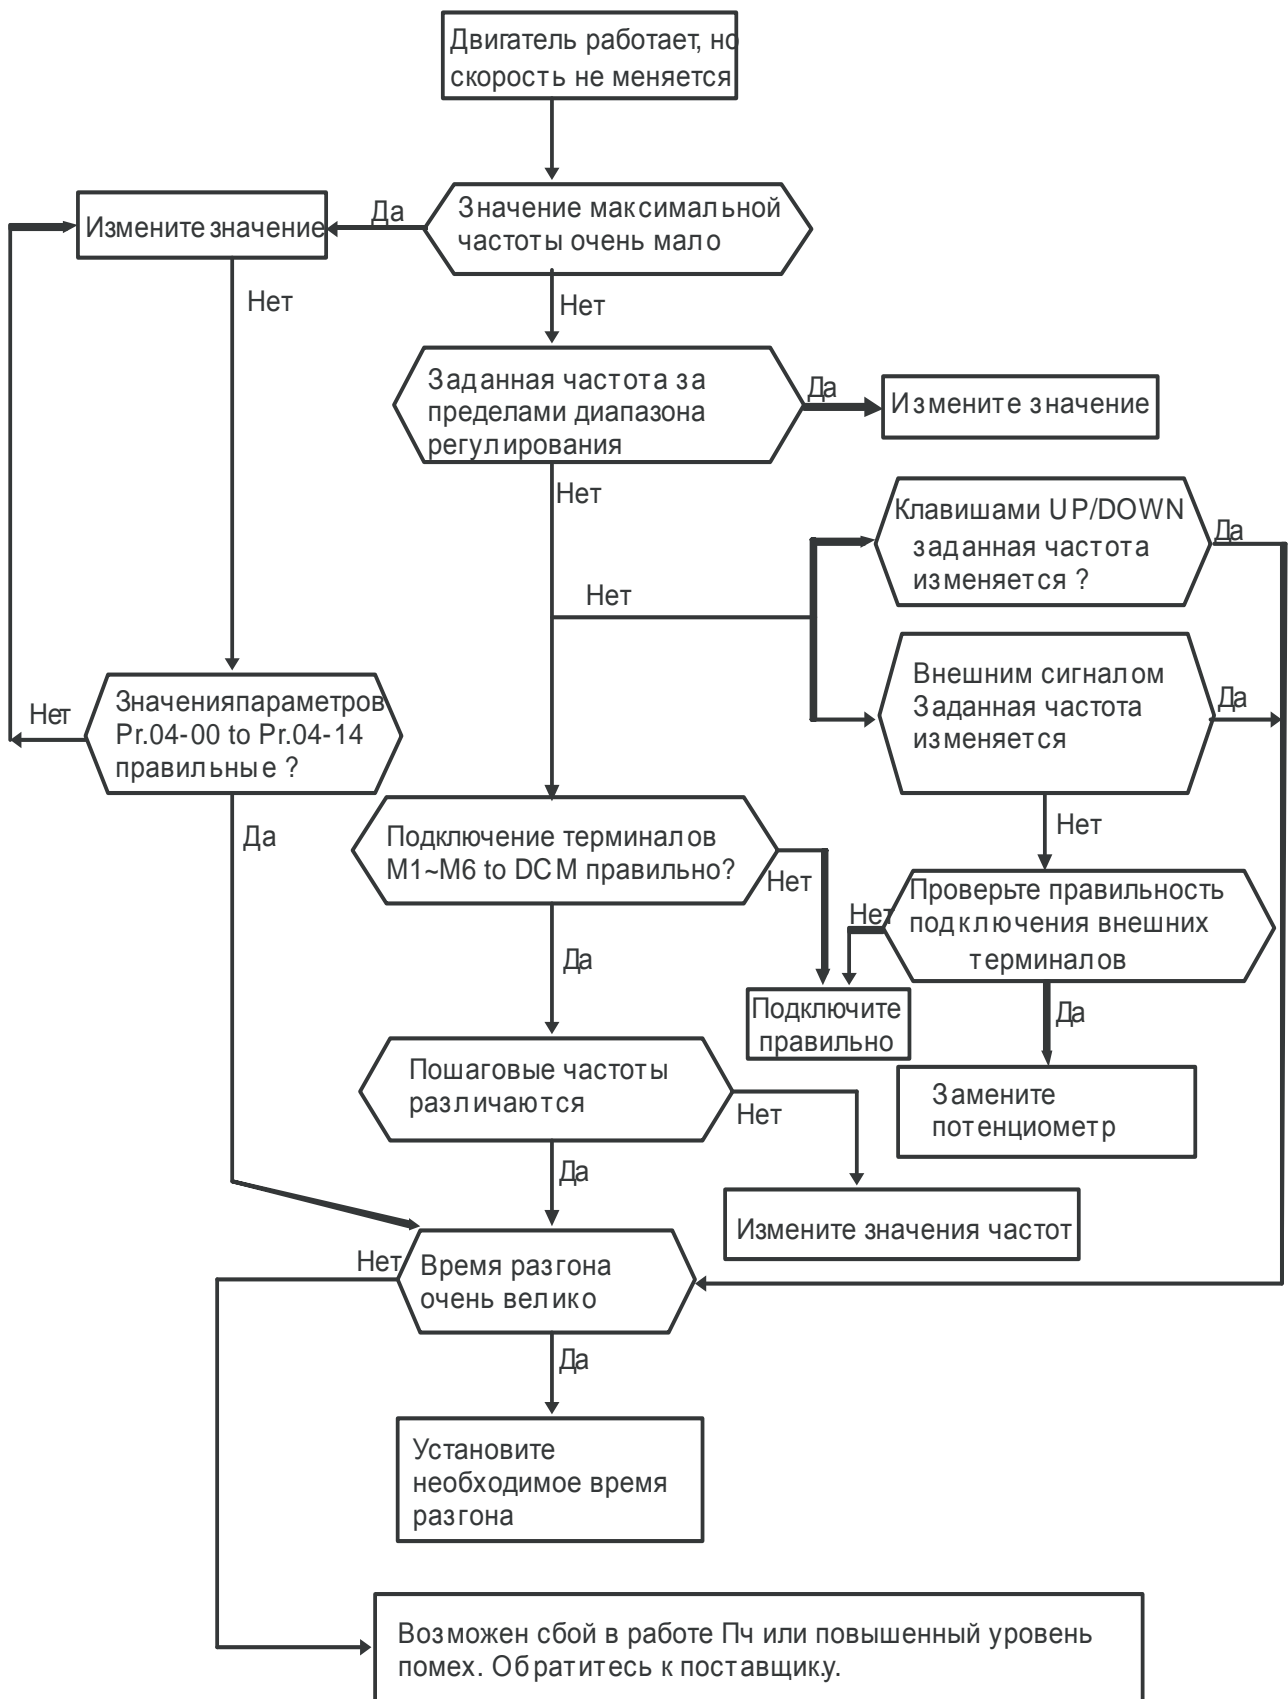 Двигатель работает, но
скорость не меняется
Значение максимальной
частоты очень мало
Да
Измените значение
Нет
Нет
Заданная частота за
пределами диапазона
регулирования
Да
Измените значение
Нет
Клавишами UP/DOWN
заданная частота
изменяется ?
Да
Нет
Внешним сигналом
Заданная частота
изменяется
Да
Значенияпараметров
Pr.04-00 to Pr.04-14
правильные ?
Нет
Да
Нет
Подключение терминалов
M1~M6 to DCM правильно?
Нет
Проверьте правильность
подключения внешних
терминалов
Нет
Да
Да
Подключите
правильно
Пошаговые частоты
различаются
Нет
Замените
потенциометр
Да
Измените значения частот
Нет
Время разгона
очень велико
Да
Установите
необходимое время
разгона
Возможен сбой в работе Пч или повышенный уровень
помех. Обратитесь к поставщик.у.